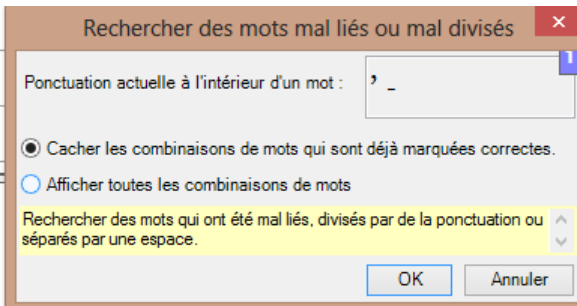 Rechercher des mots mal liés ou mal divisés
Ponctuation actuelle à l'intérieur d'un mot : ’ -
1
Cacher les combinaisons de mots qui sont déjà marquées correctes.
Afficher toutes les combinaisons de mots
Rechercher des mots qui ont été mal liés, divisés par de la ponctuation ou
séparés par une espace.
OK Annuler